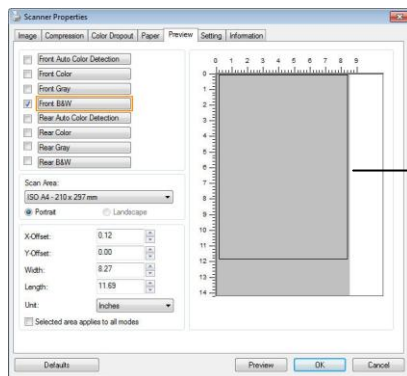 Scanner Properties
Image Compression Color Dropout Paper Preview Setting Information
Front Auto Color Detection
Front Color
Front Gray
Front B&W
Rear Auto Color Detection
Rear Color
Rear Gray
Rear B&W
Scan Area:
ISO A4 - 210 x 297 mm
Portrait Landscape
X-Offset: 0.12
Y-Offset: 0.00
Width: 8.27
Length: 11.69
Unit: Inches
Selected area applies to all modes
0 1 2 3 4 5 6 7 8 9
0
1
2
3
4
5
6
7
8
9
10
11
12
13
14
Defaults Preview OK Cancel